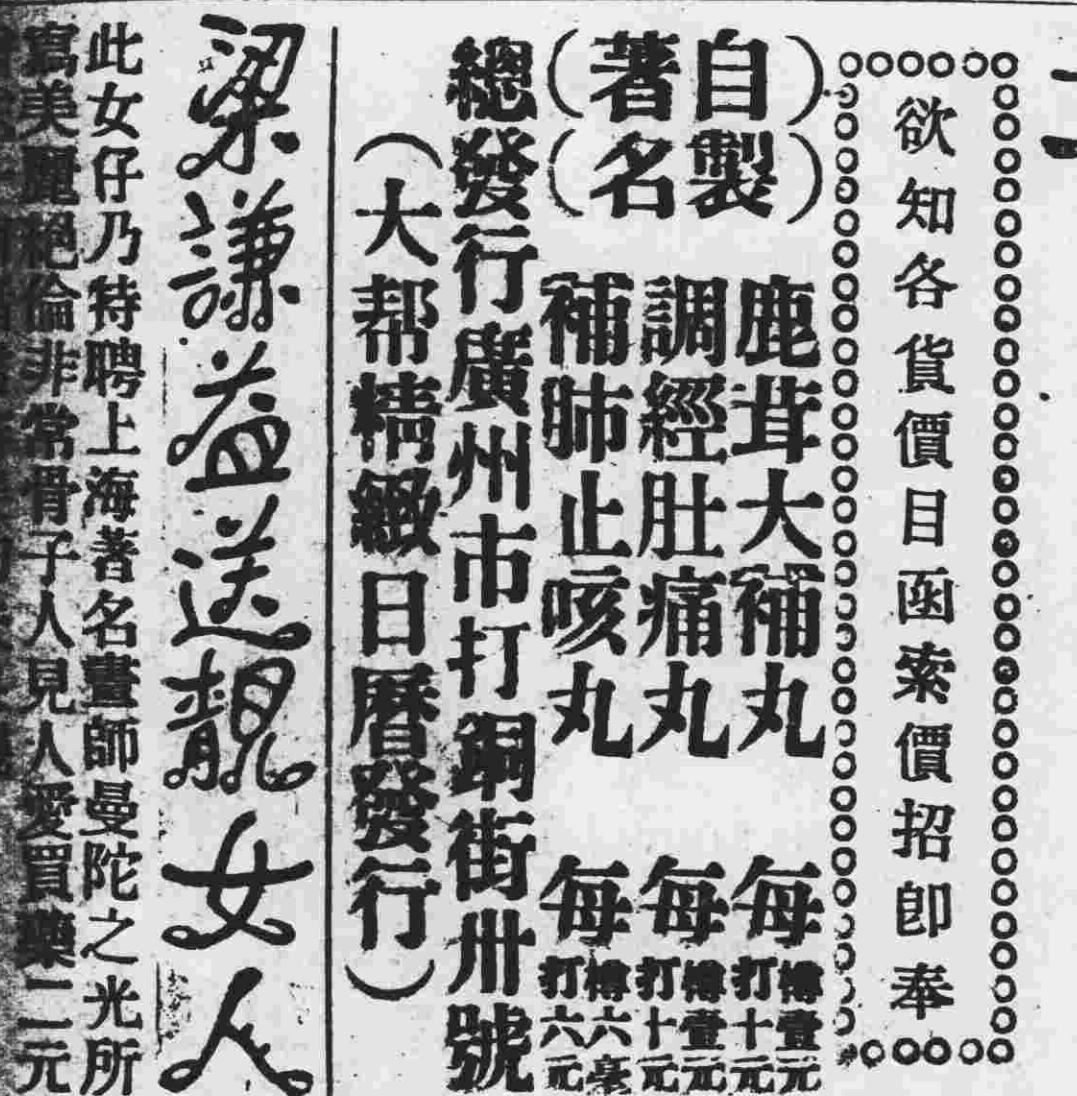 欲知各貨價目函索價招即奉
自製
著名
鹿茸大補丸 每樽壹元 每打十元
調經肚痛丸 每樽壹元 每打十元
補肺止咳丸 每樽六毫 每打六元
總發行廣州市打銅街卅號
（大帮精緻日曆發行）
梁謙益送靚女人
此女仔乃特聘上海著名畫師曼陀之光所
寫美麗絕倫非常骨子人見人愛買藥二元